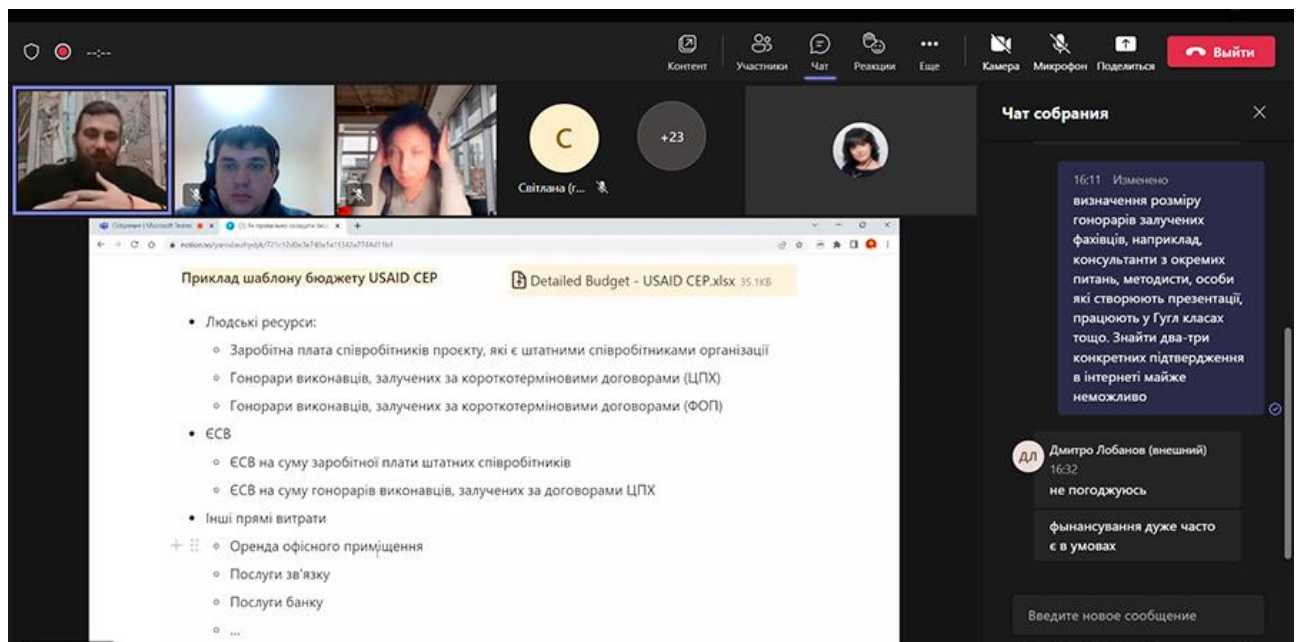 --:--
Контент
Участники
Чат
Реакции
Еще
Камера
Микрофон
Поделиться
Выйти
С
Світлана (г...
+23
Чат собрания
16:11 Изменено
визначення розміру
гонорарів залучених
фахівців, наприклад,
консультанти з окремих
питань, методисти, особи
які створюють презентації,
працюють у Гугл класах
тощо. Знайти два-три
конкретних підтвердження
в інтернеті майже
неможливо
ДЛ
Дмитро Лобанов (внешний)
16:32
не погоджуюсь
фынансування дуже часто
є в умовах
Введите новое сообщение
Собрание | Microsoft Teams
Приклад шаблону бюджету USAID CEP
Detailed Budget - USAID CEP.xlsx 35.1KB
• Людські ресурси:
◦ Заробітна плата співробітників проєкту, які є штатними співробітниками організації
◦ Гонорари виконавців, залучених за короткотерміновими договорами (ЦПХ)
◦ Гонорари виконавців, залучених за короткотерміновими договорами (ФОП)
• ЄСВ
◦ ЄСВ на суму заробітної плати штатних співробітників
◦ ЄСВ на суму гонорарів виконавців, залучених за договорами ЦПХ
• Інші прямі витрати
◦ Оренда офісного приміщення
◦ Послуги зв'язку
◦ Послуги банку
◦ ...